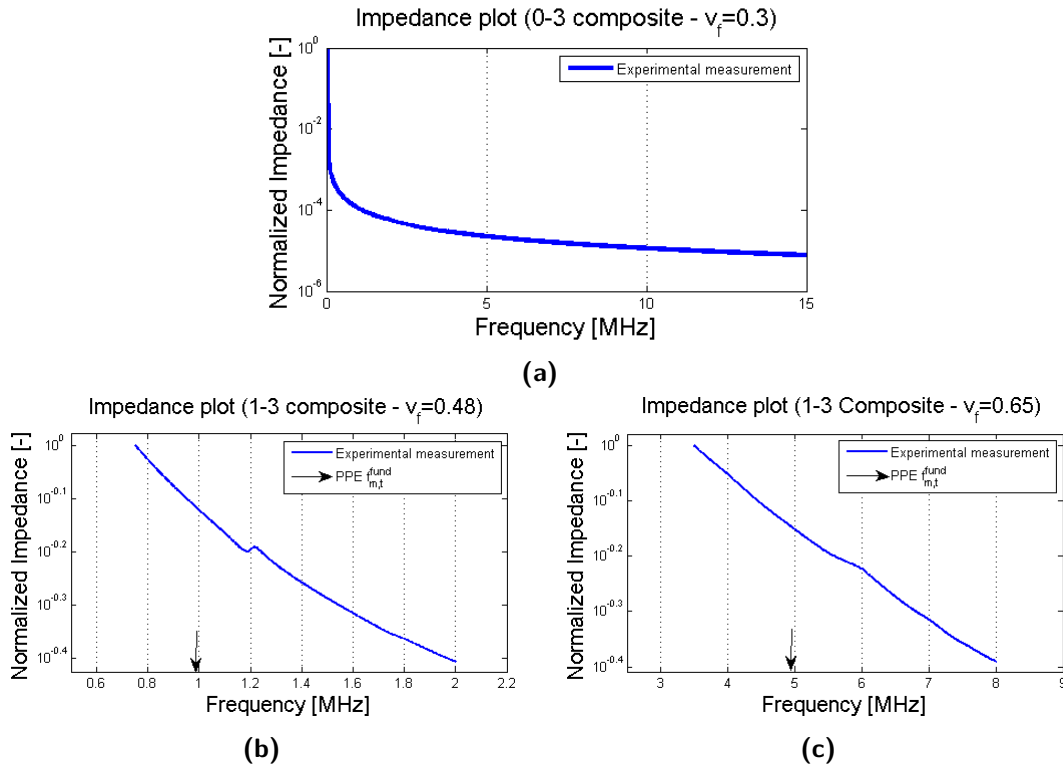 Impedance plot (0-3 composite - v_f=0.3)
Normalized Impedance [-]
10^0
10^-2
10^-4
10^-6
Experimental measurement
0 5 10 15
Frequency [MHz]
(a)
Impedance plot (1-3 composite - v_f=0.48)
Normalized Impedance [-]
10^0
10^-0.1
10^-0.2
10^-0.3
10^-0.4
Experimental measurement
PPE f_m,t^fund
0.6 0.8 1 1.2 1.4 1.6 1.8 2 2.2
Frequency [MHz]
(b)
Impedance plot (1-3 Composite - v_f=0.65)
Normalized Impedance [-]
10^0
10^-0.1
10^-0.2
10^-0.3
10^-0.4
Experimental measurement
PPE f_m,t^fund
3 4 5 6 7 8 9
Frequency [MHz]
(c)